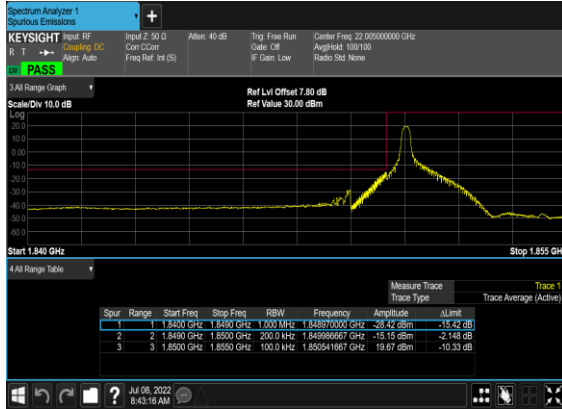 Spectrum Analyzer 1
Spurious Emissions
KEYSIGHT Input: RF Input Z: 50 Ω Atten: 40 dB Trig: Free Run Center Freq: 22.005000000 GHz
R T Coupling: DC Corr CCorr Gate: Off Avg|Hold: 100/100
Align: Auto Freq Ref: Int (S) IF Gain: Low Radio Std: None
PASS
3 All Range Graph Ref Lvl Offset 7.80 dB
Scale/Div 10.0 dB Ref Value 30.00 dBm
Log
20.0
10.0
0.00
-10.0
-20.0
-30.0
-40.0
-50.0
-60.0
Start 1.840 GHz Stop 1.855 GH
4 All Range Table
Measure Trace Trace 1
Trace Type Trace Average (Active)
Spur Range Start Freq Stop Freq RBW Frequency Amplitude ΔLimit
1 1 1.8400 GHz 1.8490 GHz 1.000 MHz 1.848970000 GHz -28.42 dBm -15.42 dB
2 2 1.8490 GHz 1.8500 GHz 200.0 kHz 1.849986667 GHz -15.15 dBm -2.148 dB
3 3 1.8500 GHz 1.8550 GHz 100.0 kHz 1.850541667 GHz 19.67 dBm -10.33 dB
Jul 08, 2022
8:43:16 AM